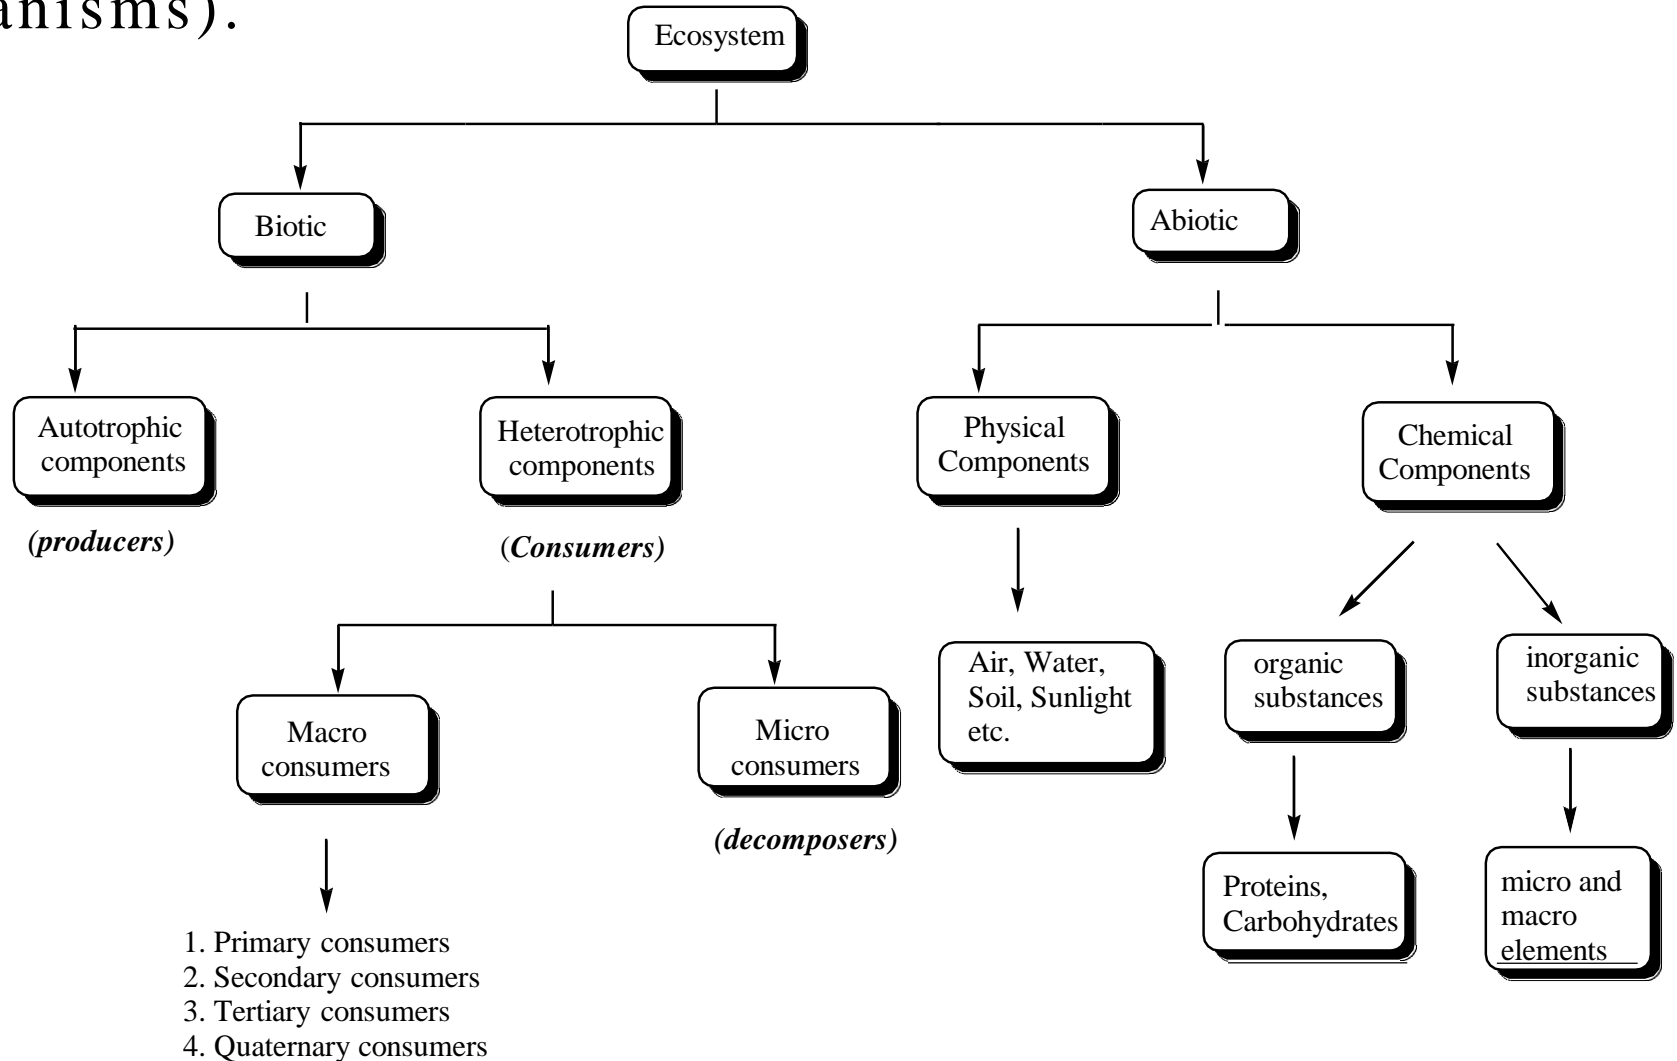 anisms).
Ecosystem
Biotic
Abiotic
Autotrophic
components
(producers)
Heterotrophic
components
(Consumers)
Physical
Components
Chemical
Components
Macro
consumers
Micro
consumers
(decomposers)
Air, Water,
Soil, Sunlight
etc.
organic
substances
inorganic
substances
Proteins,
Carbohydrates
micro and
macro
elements
1. Primary consumers
2. Secondary consumers
3. Tertiary consumers
4. Quaternary consumers